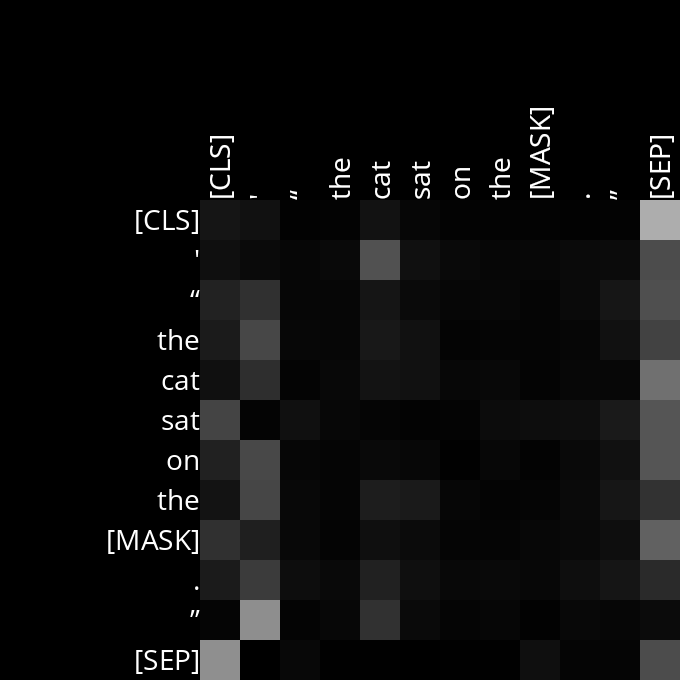 [CLS] ' “ the cat sat on the [MASK] . ” [SEP]
[CLS]
'
“
the
cat
sat
on
the
[MASK]
.
”
[SEP]